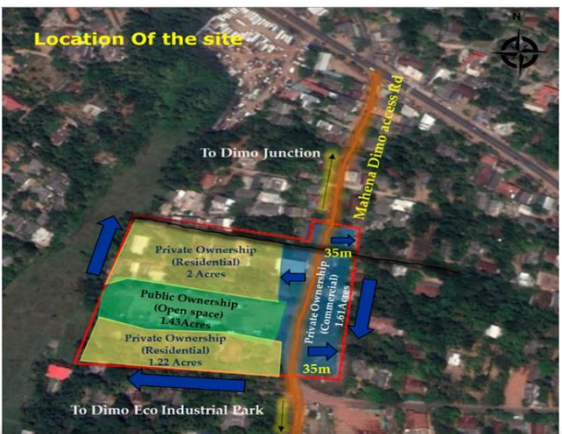 N
Location Of the site
Mahena Dimo access Rd
To Dimo Junction
35m
Private Ownership
(Residential)
2 Acres
Private Ownership
(Commercial)
1.61Acres
Public Ownership
(Open space)
1.43Acres
Private Ownership
(Residential)
1.22 Acres
35m
To Dimo Eco Industrial Park